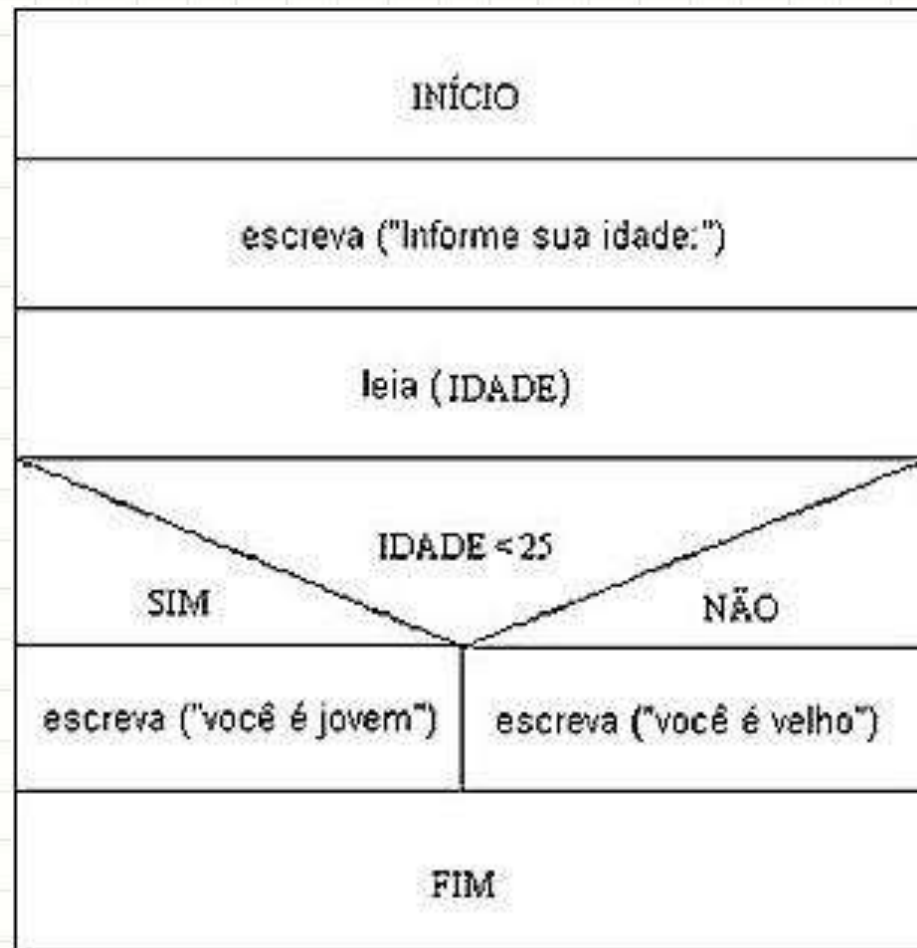 INÍCIO
escreva ("Informe sua idade:")
leia (IDADE)
IDADE < 25
SIM
NÃO
escreva ("você é jovem")
escreva ("você é velho")
FIM